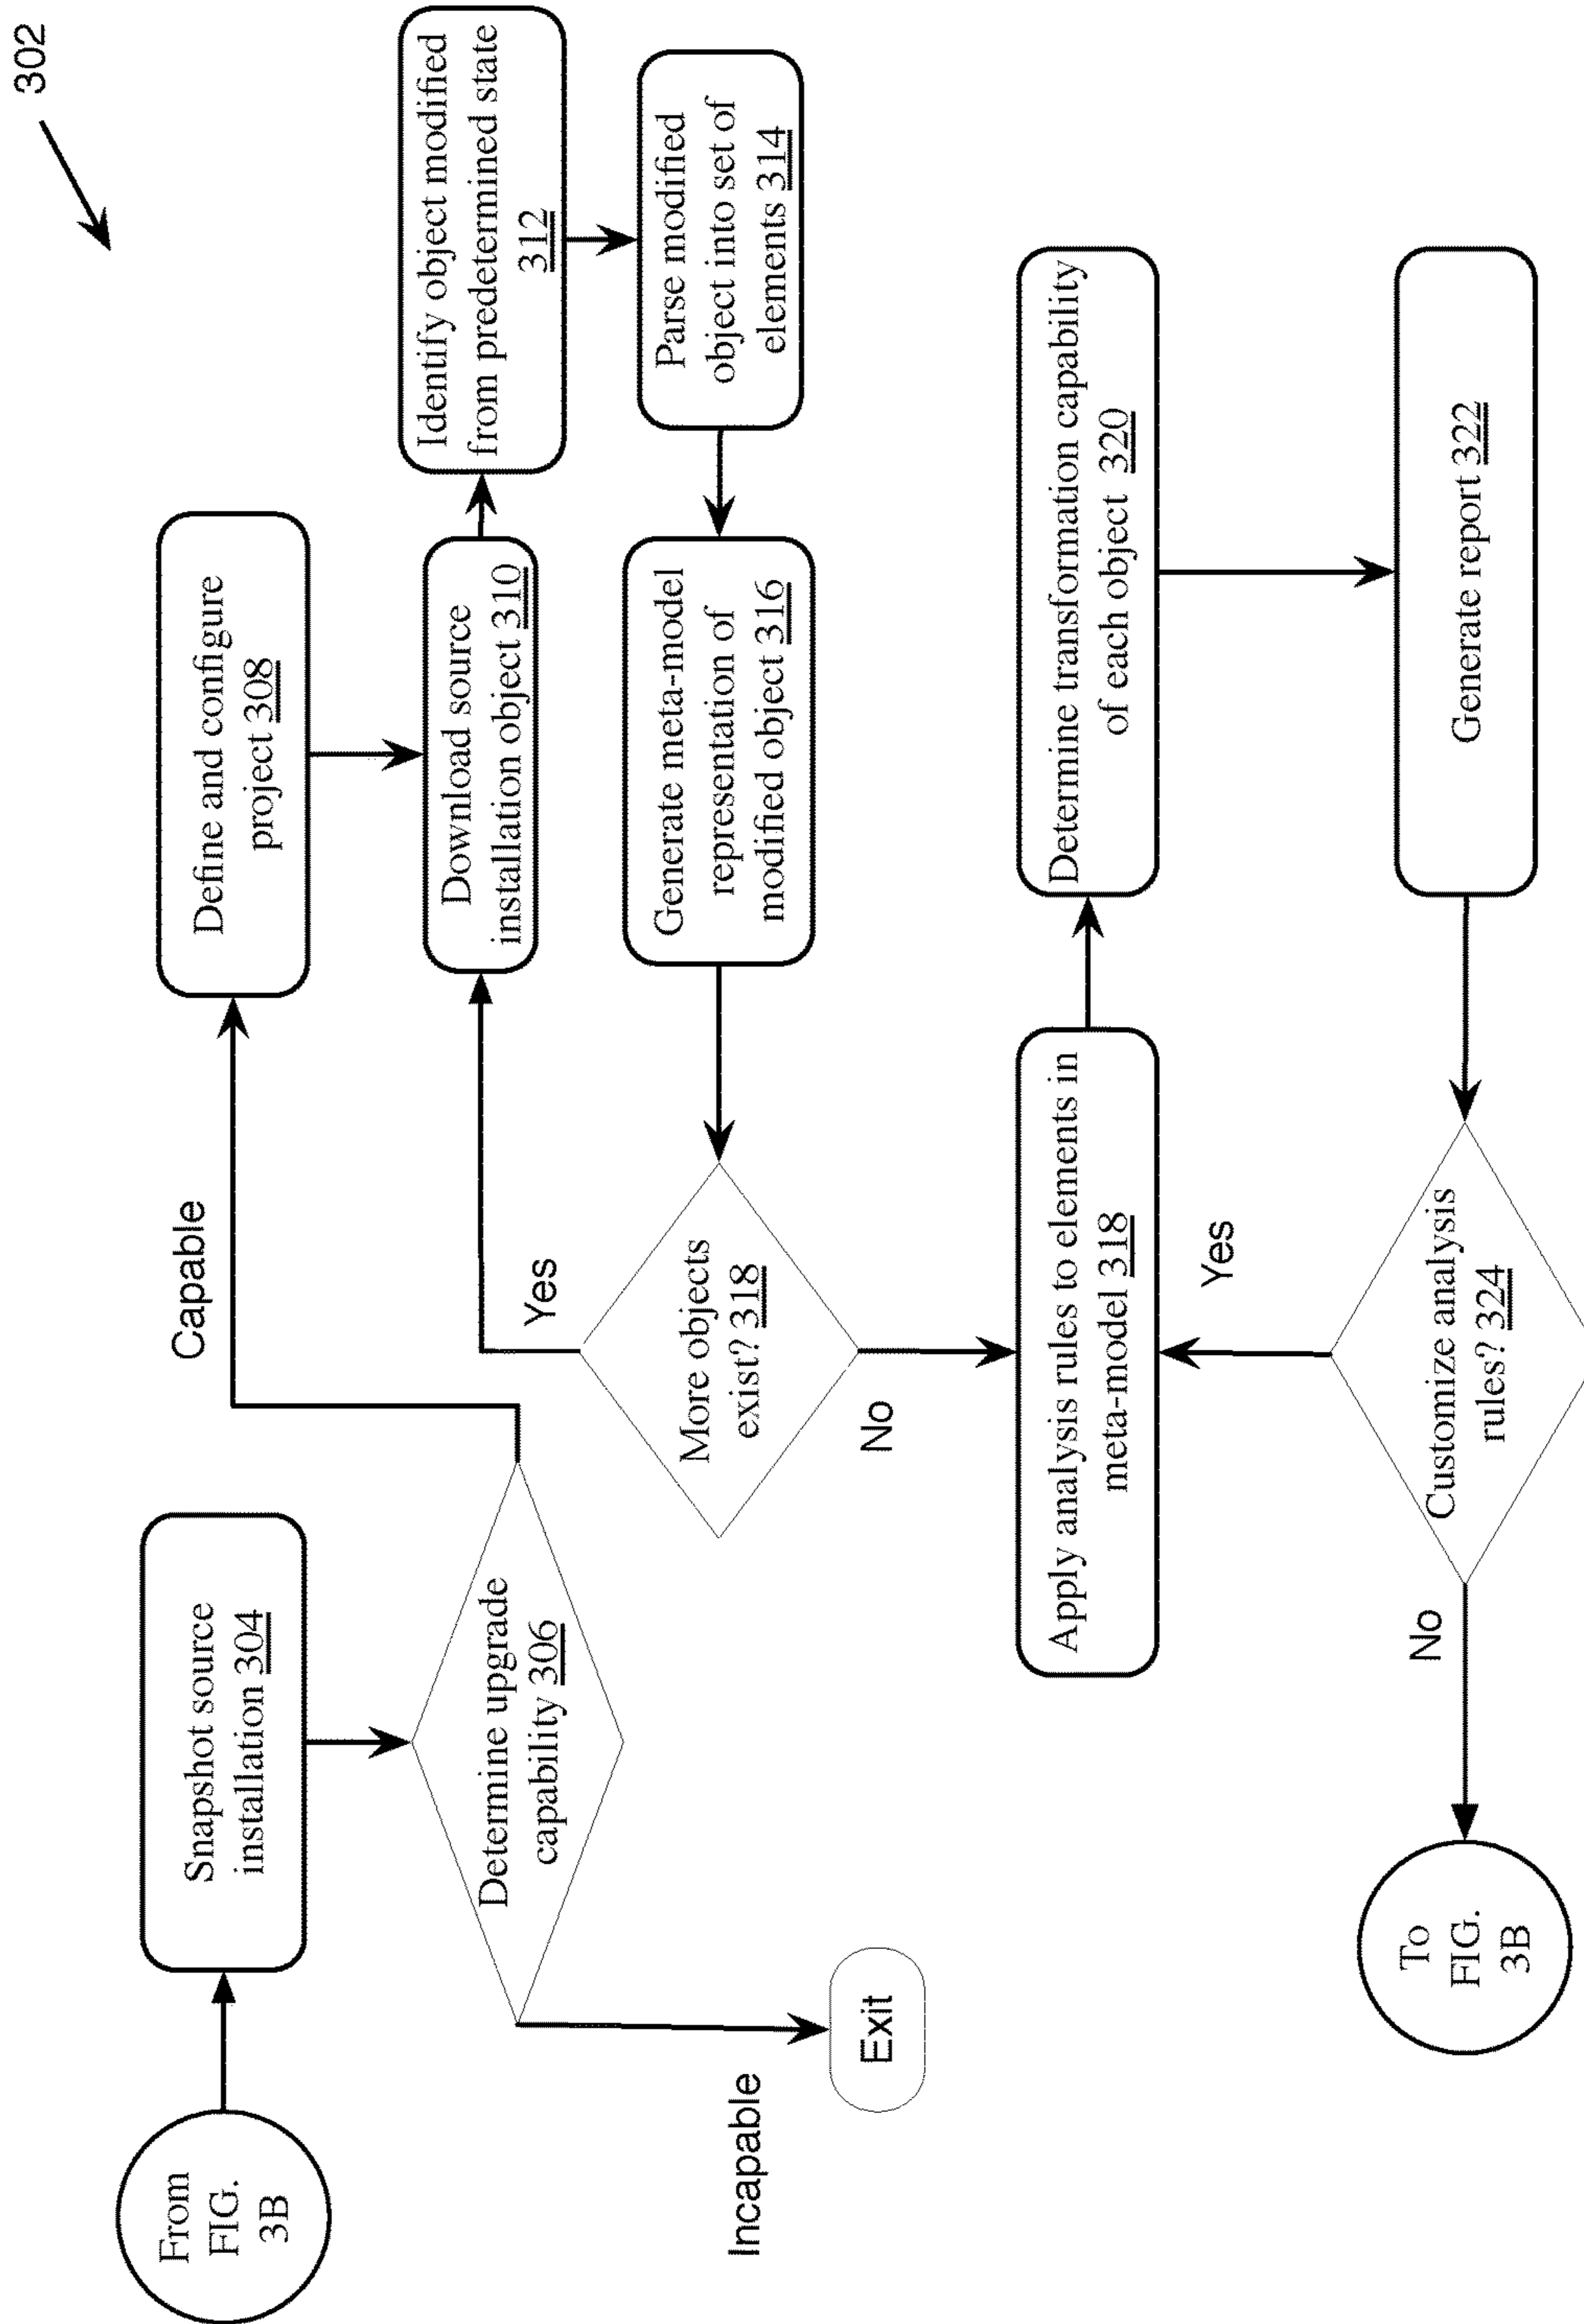 302
From
FIG.
3B
Snapshot source
installation 304
Determine upgrade
capability 306
Incapable
Exit
Capable
Define and configure
project 308
Download source
installation object 310
Identify object modified
from predetermined state
312
Parse modified
object into set of
elements 314
Generate meta-model
representation of
modified object 316
More objects
exist? 318
Yes
No
Apply analysis rules to elements in
meta-model 318
Determine transformation capability
of each object 320
Generate report 322
Customize analysis
rules? 324
Yes
No
To
FIG.
3B